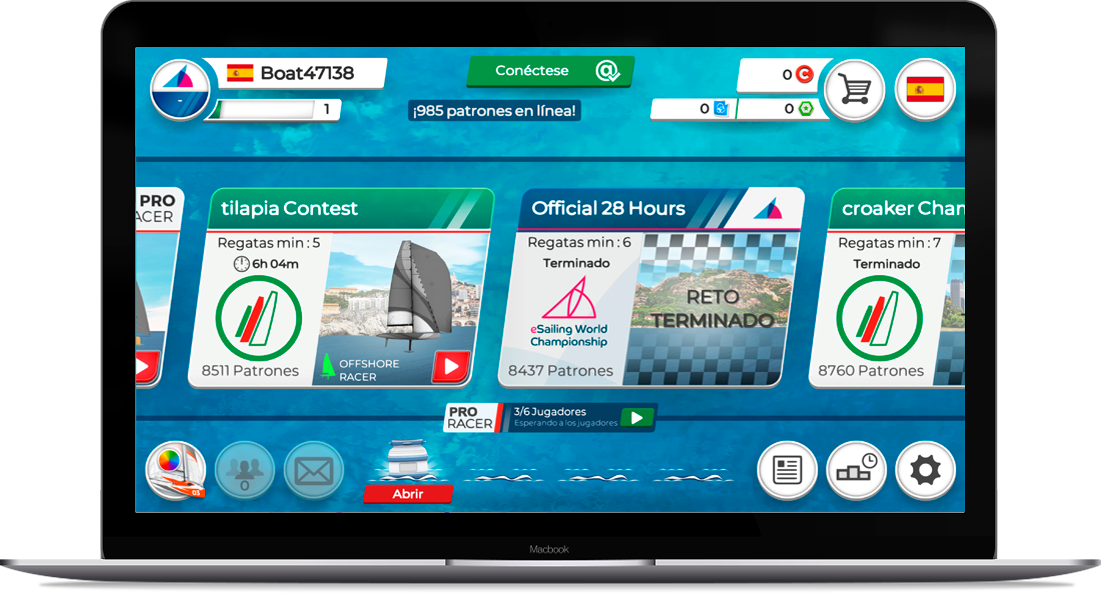 Boat47138
1
Conéctese
¡985 patrones en línea!
0
0
0
PRO
RACER
tilapia Contest
Regatas min : 5
6h 04m
8511 Patrones
OFFSHORE
RACER
Official 28 Hours
Regatas min : 6
Terminado
eSailing World
Championship
8437 Patrones
RETO
TERMINADO
croaker Cham
Regatas min : 7
Terminado
8760 Patrones
PRO
RACER
3/6 Jugadores
Esperando a los jugadores
03
0
Abrir
Macbook